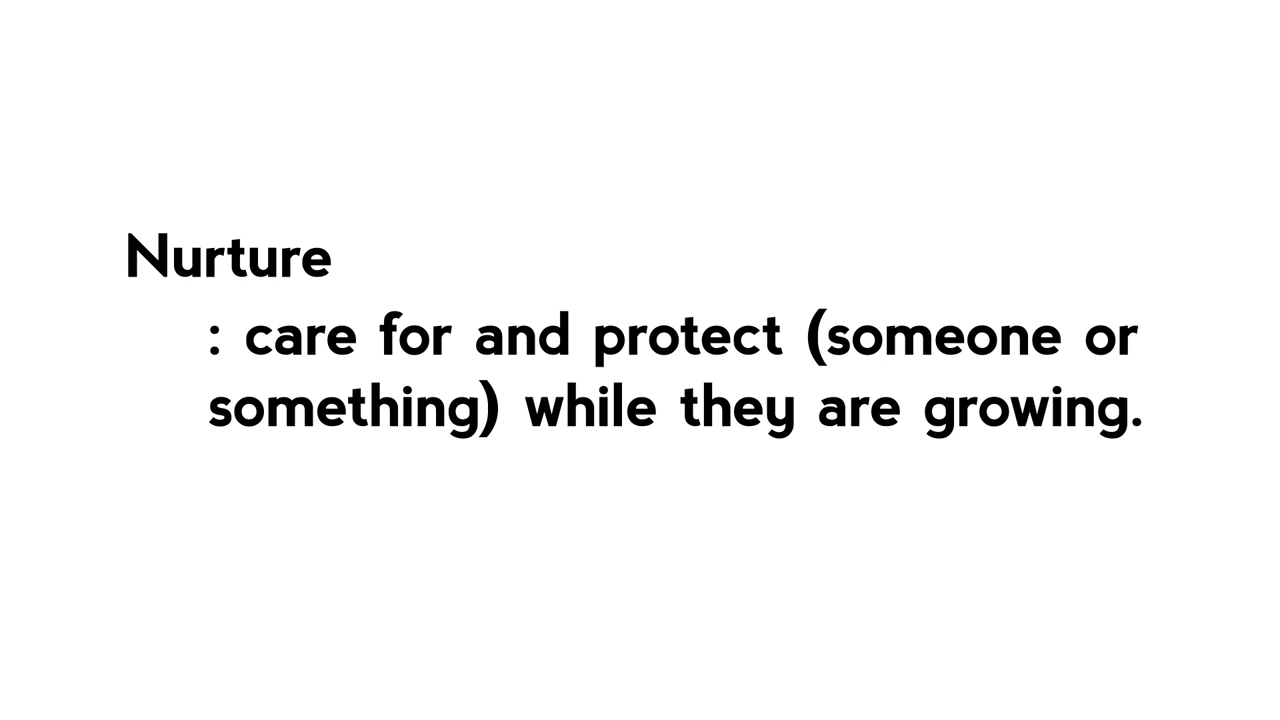 Nurture
: care for and protect (someone or
something) while they are growing.